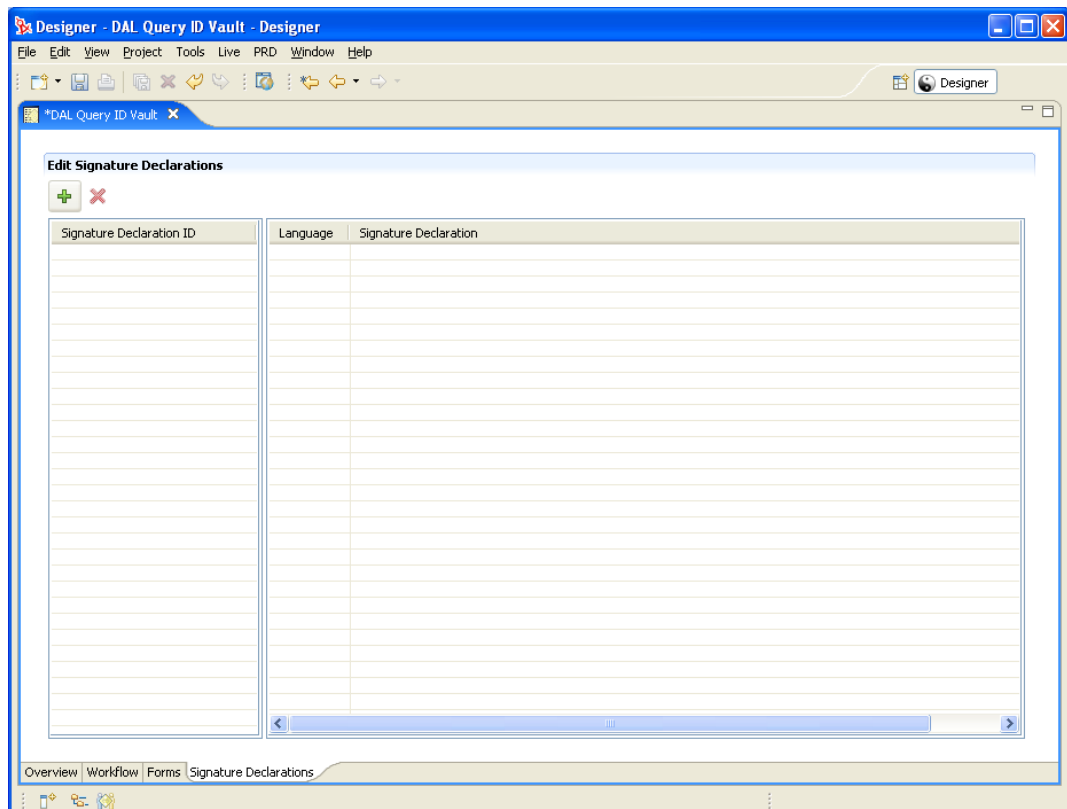 Designer - DAL Query ID Vault - Designer
File Edit View Project Tools Live PRD Window Help
Designer
*DAL Query ID Vault
Edit Signature Declarations
Signature Declaration ID Language Signature Declaration
Overview Workflow Forms Signature Declarations